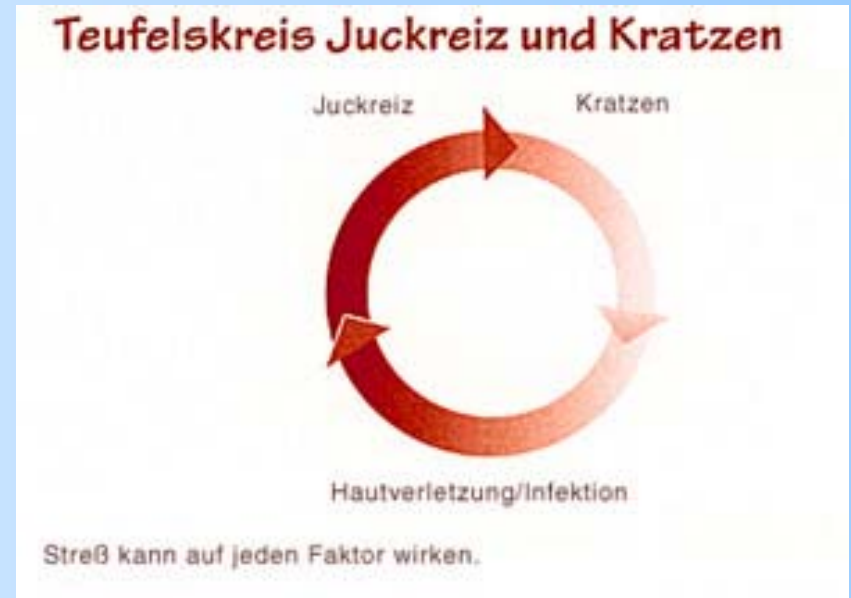 Teufelskreis Juckreiz und Kratzen
Juckreiz Kratzen
Hautverletzung/Infektion
Streß kann auf jeden Faktor wirken.